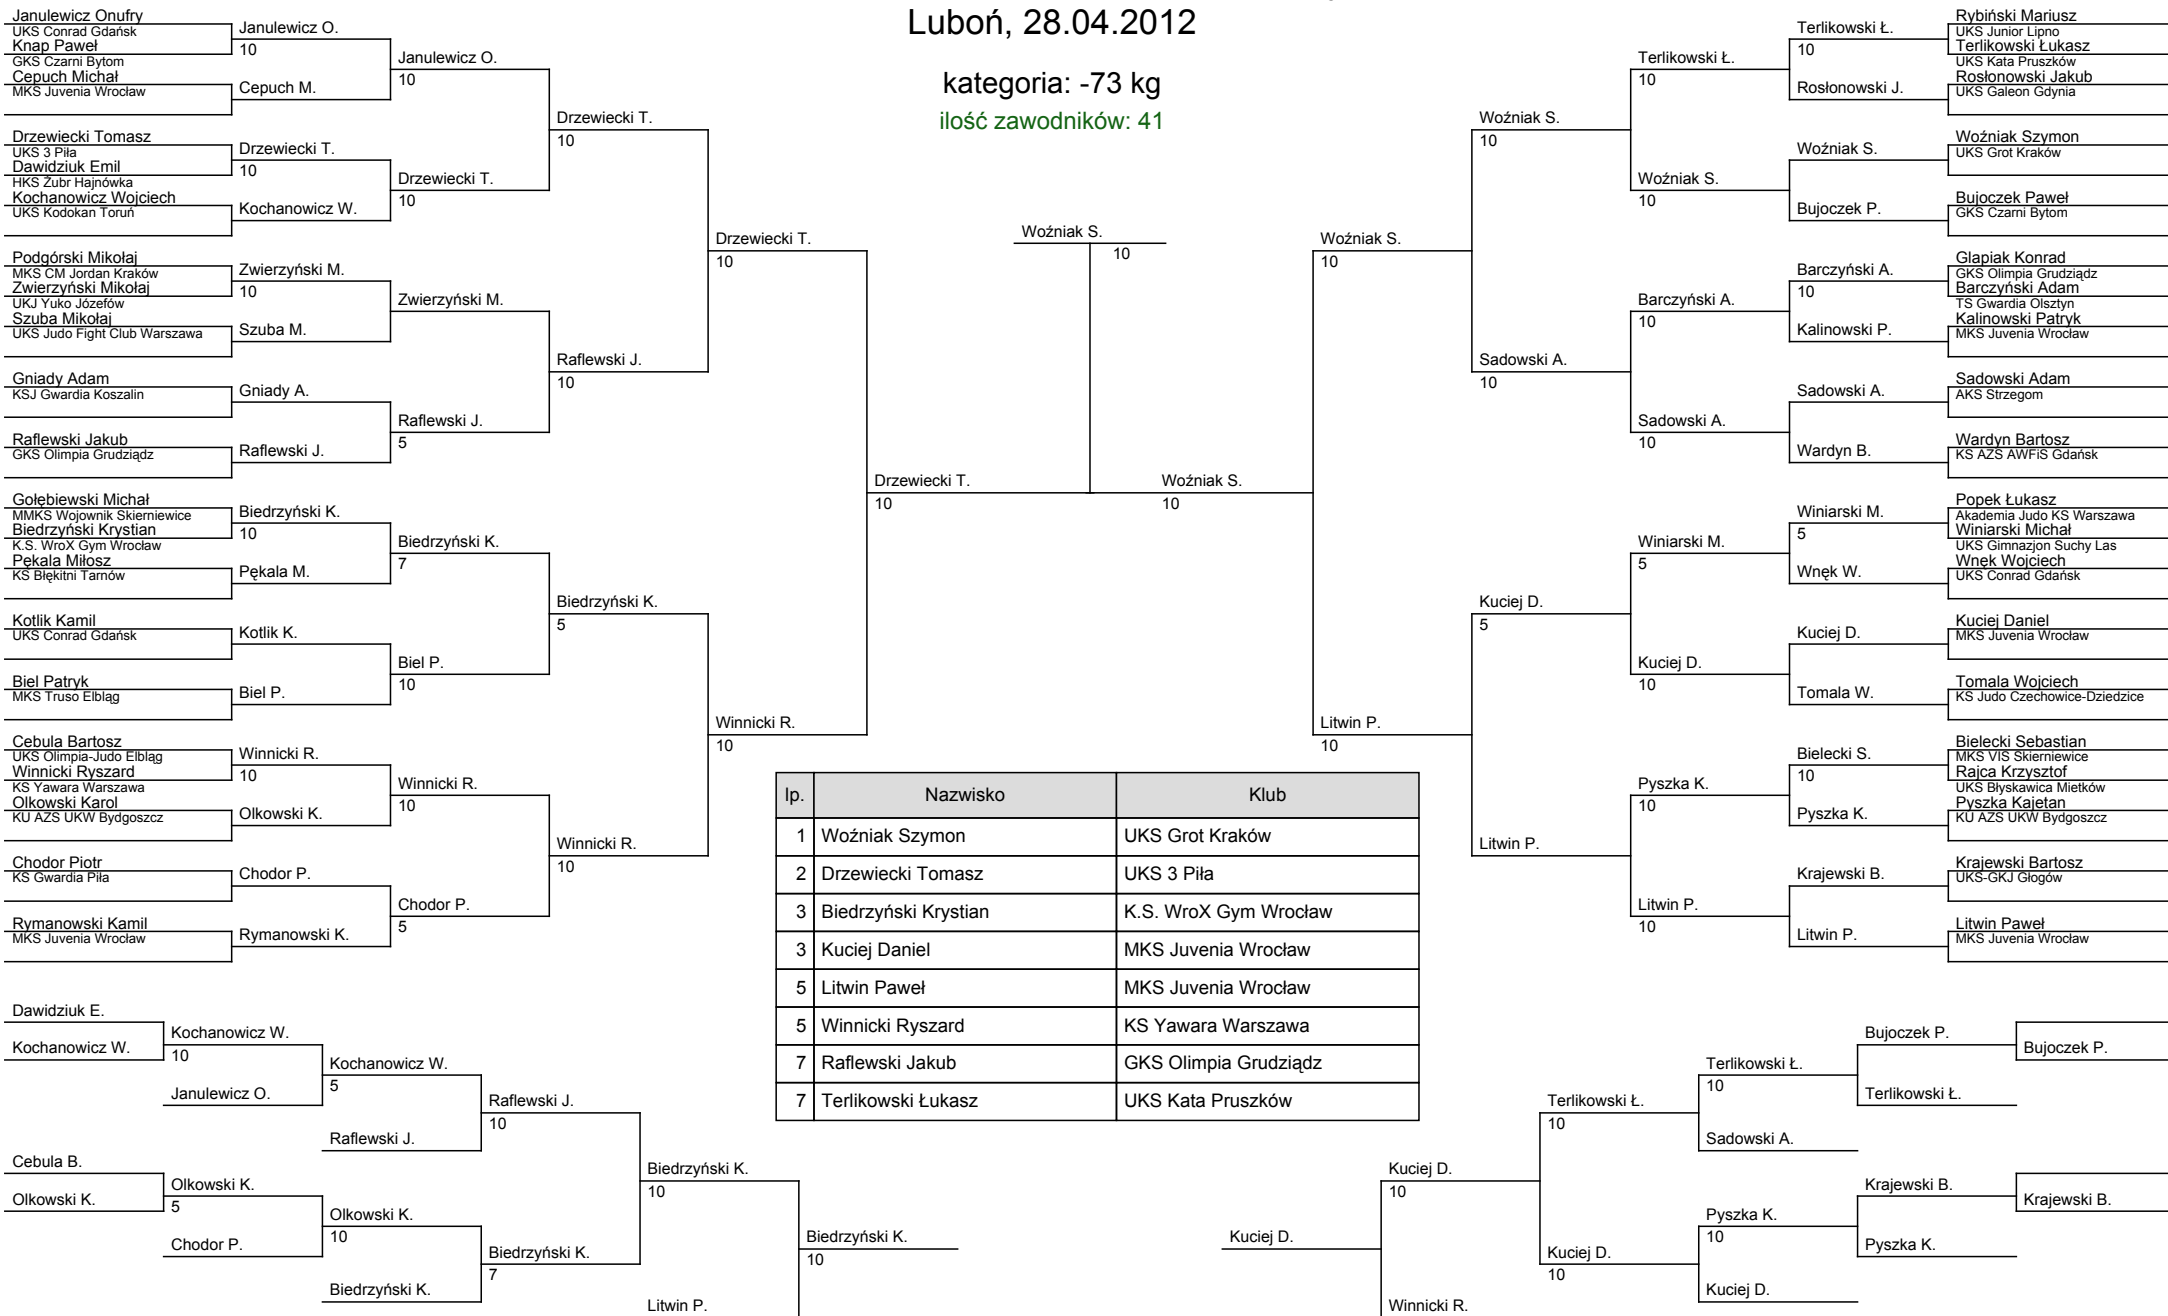 Luboń, 28.04.2012
kategoria: -73 kg
ilość zawodników: 41
Janulewicz Onufry
UKS Conrad Gdańsk
Knap Paweł
GKS Czarni Bytom
Cepuch Michał
MKS Juvenia Wrocław
Drzewiecki Tomasz
UKS 3 Piła
Dawidziuk Emil
HKS Żubr Hajnówka
Kochanowicz Wojciech
UKS Kodokan Toruń
Podgórski Mikołaj
MKS CM Jordan Kraków
Zwierzyński Mikołaj
UKJ Yuko Józefów
Szuba Mikołaj
UKS Judo Fight Club Warszawa
Gniady Adam
KSJ Gwardia Koszalin
Raflewski Jakub
GKS Olimpia Grudziądz
Gołębiewski Michał
MMKS Wojownik Skierniewice
Biedrzyński Krystian
K.S. WroX Gym Wrocław
Pękala Miłosz
KS Błękitni Tarnów
Kotlik Kamil
UKS Conrad Gdańsk
Biel Patryk
MKS Truso Elbląg
Cebula Bartosz
UKS Olimpia-Judo Elbląg
Winnicki Ryszard
KS Yawara Warszawa
Olkowski Karol
KU AZS UKW Bydgoszcz
Chodor Piotr
KS Gwardia Piła
Rymanowski Kamil
MKS Juvenia Wrocław
Janulewicz O.
10
Cepuch M.
Drzewiecki T.
10
Kochanowicz W.
Zwierzyński M.
10
Szuba M.
Gniady A.
Raflewski J.
Biedrzyński K.
10
Pękala M.
Kotlik K.
Biel P.
Winnicki R.
10
Olkowski K.
Chodor P.
Rymanowski K.
Janulewicz O.
10
Drzewiecki T.
10
Zwierzyński M.
Raflewski J.
5
Biedrzyński K.
7
Biel P.
10
Winnicki R.
10
Chodor P.
5
Drzewiecki T.
10
Raflewski J.
10
Biedrzyński K.
5
Winnicki R.
10
Drzewiecki T.
10
Winnicki R.
10
Drzewiecki T.
10
Woźniak S.
10
Woźniak S.
10
Woźniak S.
10
Litwin P.
10
Woźniak S.
10
Sadowski A.
10
Kuciej D.
5
Litwin P.
Terlikowski Ł.
10
Woźniak S.
10
Barczyński A.
10
Sadowski A.
10
Winiarski M.
5
Kuciej D.
10
Pyszka K.
10
Litwin P.
10
Terlikowski Ł.
10
Rosłonowski J.
Woźniak S.
Bujoczek P.
Barczyński A.
10
Kalinowski P.
Sadowski A.
Wardyn B.
Winiarski M.
5
Wnęk W.
Kuciej D.
Tomala W.
Bielecki S.
10
Pyszka K.
Krajewski B.
Litwin P.
Rybiński Mariusz
UKS Junior Lipno
Terlikowski Łukasz
UKS Kata Pruszków
Rosłonowski Jakub
UKS Galeon Gdynia
Woźniak Szymon
UKS Grot Kraków
Bujoczek Paweł
GKS Czarni Bytom
Glapiak Konrad
GKS Olimpia Grudziądz
Barczyński Adam
TS Gwardia Olsztyn
Kalinowski Patryk
MKS Juvenia Wrocław
Sadowski Adam
AKS Strzegom
Wardyn Bartosz
KS AZS AWFiS Gdańsk
Popek Łukasz
Akademia Judo KS Warszawa
Winiarski Michał
UKS Gimnazjon Suchy Las
Wnęk Wojciech
UKS Conrad Gdańsk
Kuciej Daniel
MKS Juvenia Wrocław
Tomala Wojciech
KS Judo Czechowice-Dziedzice
Bielecki Sebastian
MKS VIS Skierniewice
Rajca Krzysztof
UKS Błyskawica Mietków
Pyszka Kajetan
KU AZS UKW Bydgoszcz
Krajewski Bartosz
UKS-GKJ Głogów
Litwin Paweł
MKS Juvenia Wrocław
lp. Nazwisko Klub
1 Woźniak Szymon UKS Grot Kraków
2 Drzewiecki Tomasz UKS 3 Piła
3 Biedrzyński Krystian K.S. WroX Gym Wrocław
3 Kuciej Daniel MKS Juvenia Wrocław
5 Litwin Paweł MKS Juvenia Wrocław
5 Winnicki Ryszard KS Yawara Warszawa
7 Raflewski Jakub GKS Olimpia Grudziądz
7 Terlikowski Łukasz UKS Kata Pruszków
Dawidziuk E.
Kochanowicz W.
Cebula B.
Olkowski K.
Kochanowicz W.
10
Janulewicz O.
Olkowski K.
5
Chodor P.
Kochanowicz W.
5
Raflewski J.
Olkowski K.
10
Biedrzyński K.
Raflewski J.
10
Biedrzyński K.
7
Biedrzyński K.
10
Litwin P.
Biedrzyński K.
10
Kuciej D.
Kuciej D.
10
Winnicki R.
Terlikowski Ł.
10
Kuciej D.
10
Terlikowski Ł.
10
Sadowski A.
Pyszka K.
10
Kuciej D.
Bujoczek P.
Terlikowski Ł.
Krajewski B.
Pyszka K.
Bujoczek P.
Krajewski B.